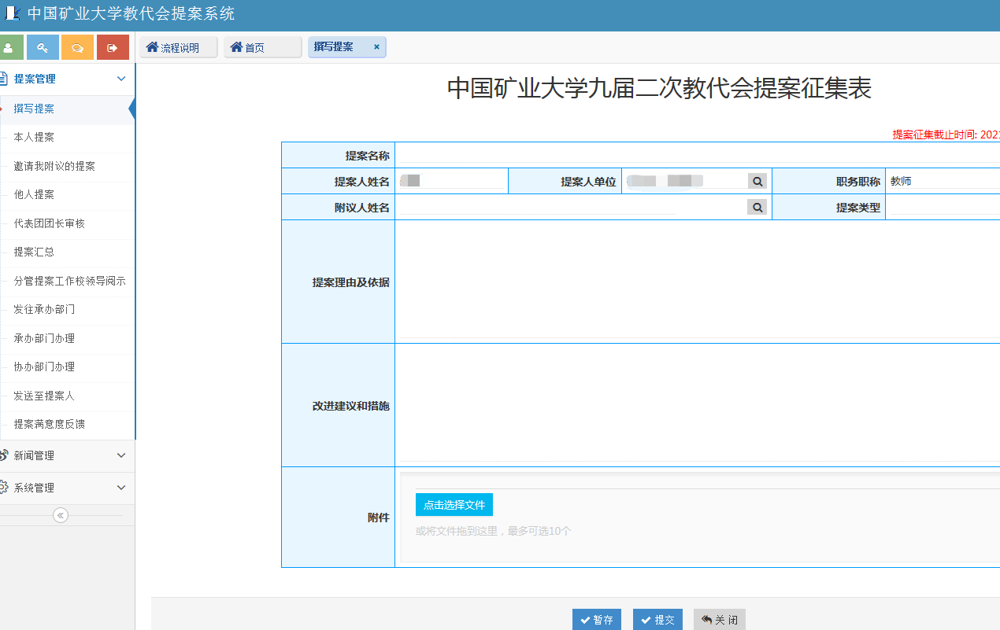 中国矿业大学教代会提案系统
流程说明
首页
撰写提案 ×
提案管理
撰写提案
本人提案
邀请我附议的提案
他人提案
代表团团长审核
提案汇总
分管提案工作校领导阅示
发往承办部门
承办部门办理
协办部门办理
发送至提案人
提案满意度反馈
新闻管理
系统管理
中国矿业大学九届二次教代会提案征集表
提案征集截止时间: 2021
提案名称
提案人姓名 提案人单位 职务职称 教师
附议人姓名 提案类型
提案理由及依据
改进建议和措施
附件
点击选择文件
或将文件拖到这里，最多可选10个
暂存 提交 关 闭